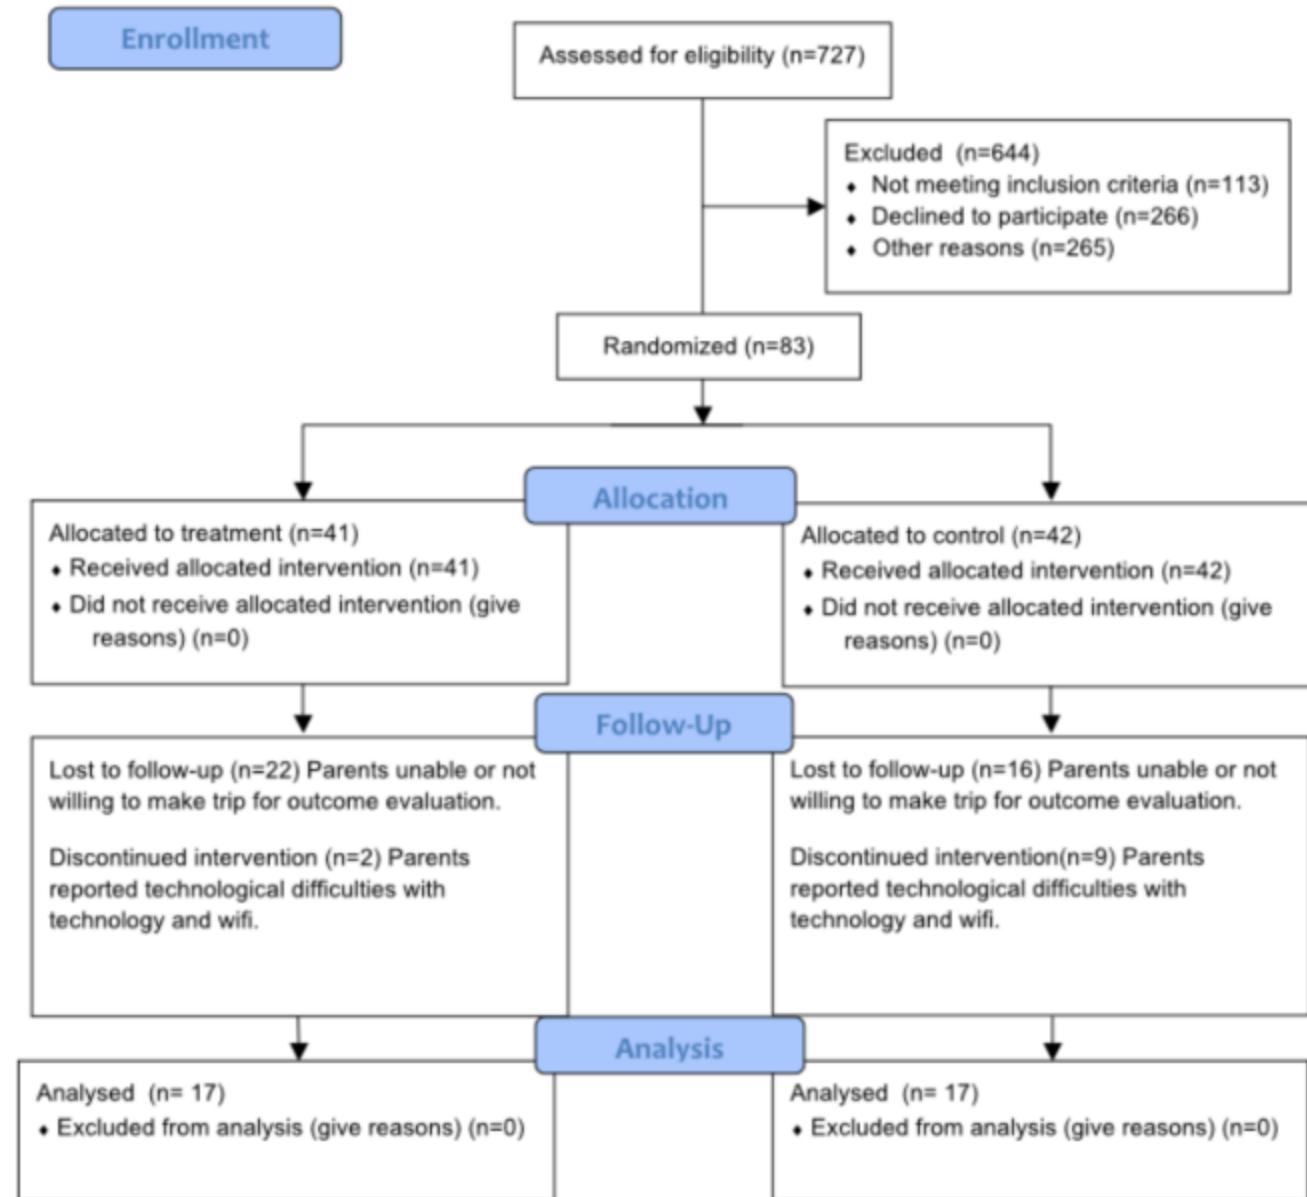 Enrollment
Assessed for eligibility (n=727)
Excluded (n=644)
⬧ Not meeting inclusion criteria (n=113)
⬧ Declined to participate (n=266)
⬧ Other reasons (n=265)
Randomized (n=83)
Allocation
Allocated to treatment (n=41)
⬧ Received allocated intervention (n=41)
⬧ Did not receive allocated intervention (give
reasons) (n=0)
Allocated to control (n=42)
⬧ Received allocated intervention (n=42)
⬧ Did not receive allocated intervention (give
reasons) (n=0)
Follow-Up
Lost to follow-up (n=22) Parents unable or not
willing to make trip for outcome evaluation.
Discontinued intervention (n=2) Parents
reported technological difficulties with
technology and wifi.
Lost to follow-up (n=16) Parents unable or not
willing to make trip for outcome evaluation.
Discontinued intervention(n=9) Parents
reported technological difficulties with
technology and wifi.
Analysis
Analysed (n= 17)
⬧ Excluded from analysis (give reasons) (n=0)
Analysed (n= 17)
⬧ Excluded from analysis (give reasons) (n=0)